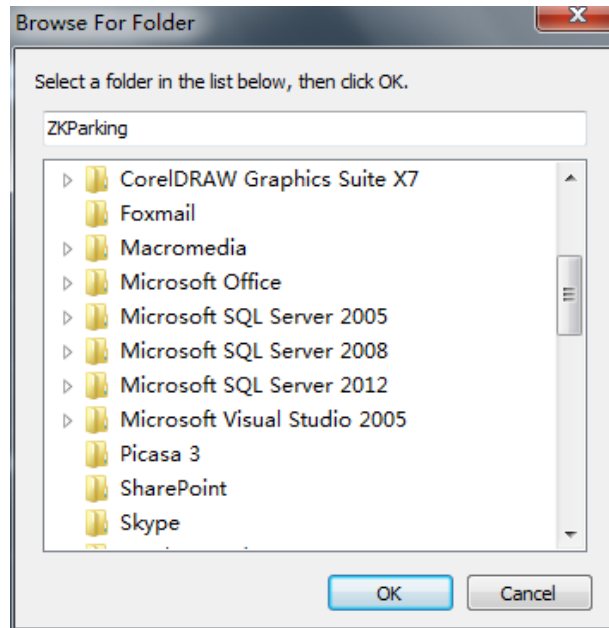 Browse For Folder
Select a folder in the list below, then click OK.
ZKParking
CorelDRAW Graphics Suite X7
Foxmail
Macromedia
Microsoft Office
Microsoft SQL Server 2005
Microsoft SQL Server 2008
Microsoft SQL Server 2012
Microsoft Visual Studio 2005
Picasa 3
SharePoint
Skype
OK
Cancel